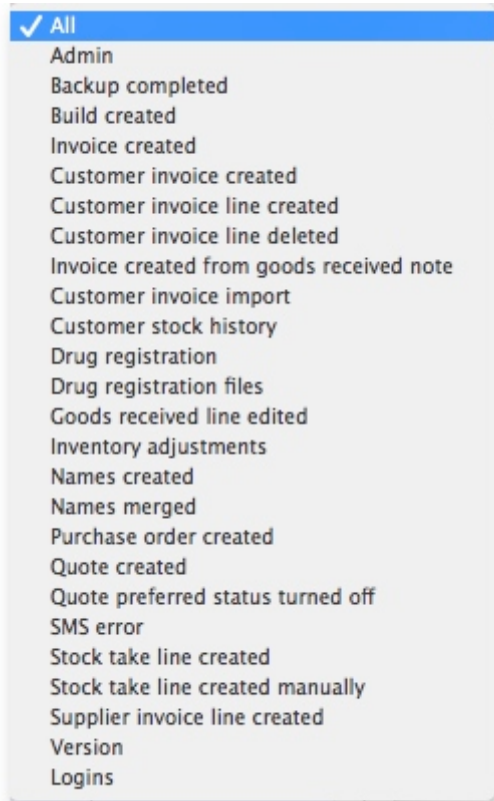 All
Admin
Backup completed
Build created
Invoice created
Customer invoice created
Customer invoice line created
Customer invoice line deleted
Invoice created from goods received note
Customer invoice import
Customer stock history
Drug registration
Drug registration files
Goods received line edited
Inventory adjustments
Names created
Names merged
Purchase order created
Quote created
Quote preferred status turned off
SMS error
Stock take line created
Stock take line created manually
Supplier invoice line created
Version
Logins